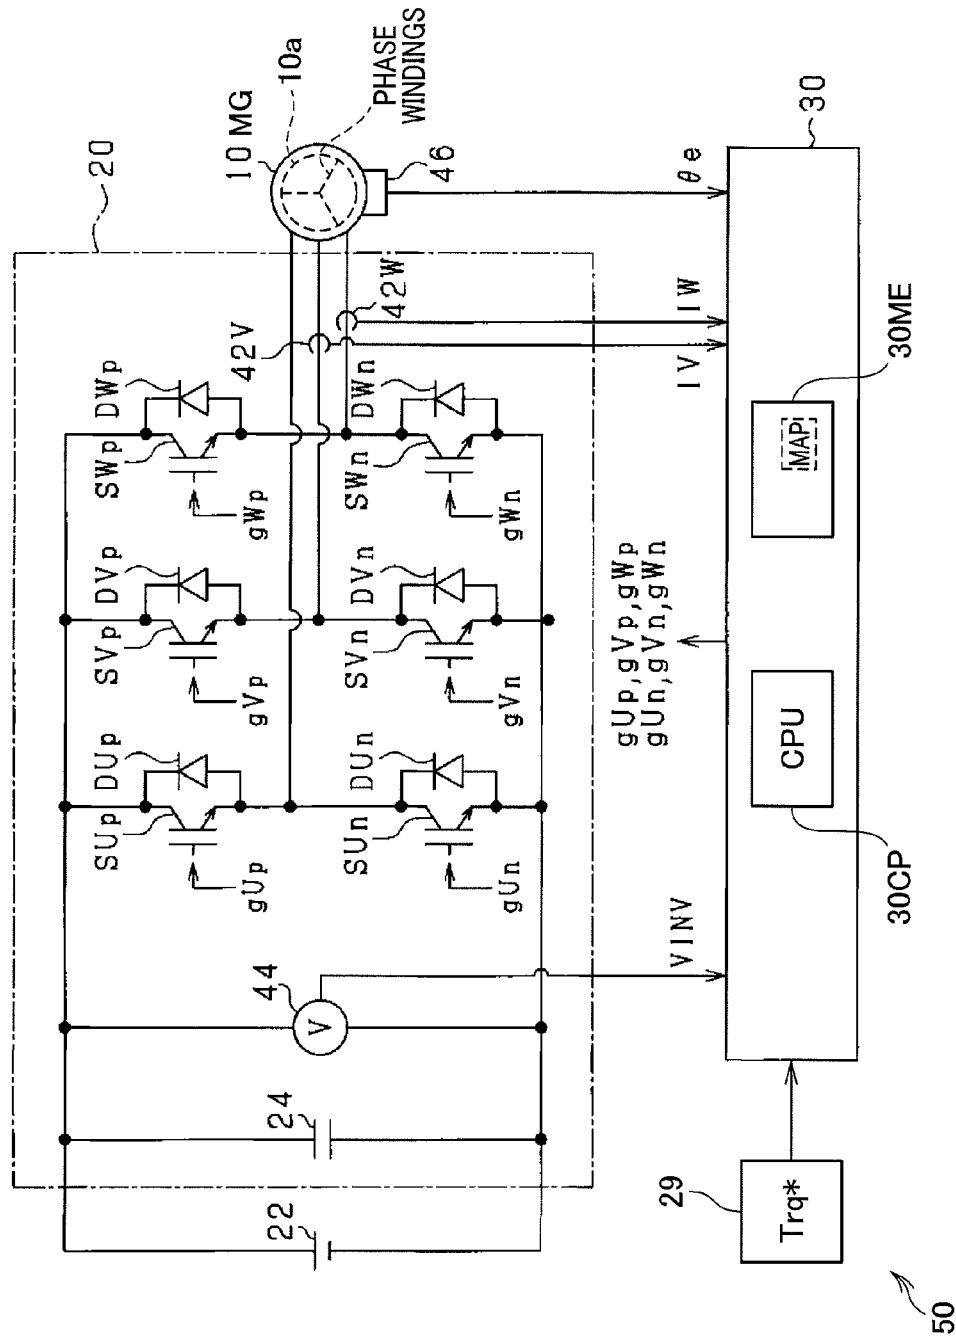 20
10 MG
10a
PHASE
WINDINGS
46
θe
30
42V
42W
IV
IW
DWp
SWp
gWp
DWn
SWn
gWn
DVp
SVp
gVp
DVn
SVn
gVn
DUp
SUp
gUp
DUn
SUn
gUn
gUp,gVp,gWp
gUn,gVn,gWn
30ME
MAP
CPU
30CP
44
V
VINV
24
22
29
Trq*
50